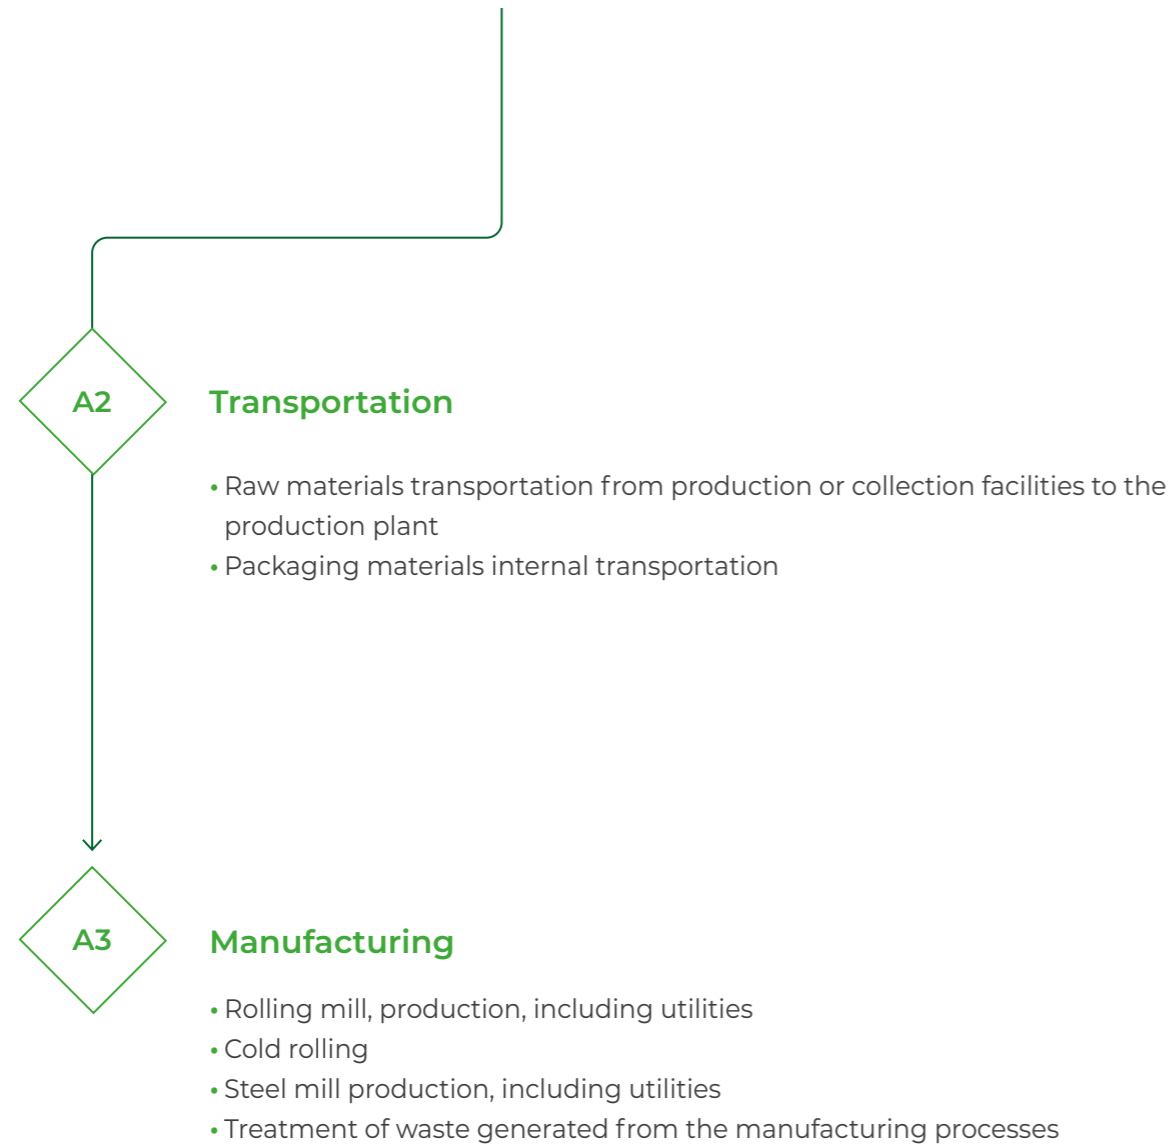 A2
Transportation
• Raw materials transportation from production or collection facilities to the
production plant
• Packaging materials internal transportation
A3
Manufacturing
• Rolling mill, production, including utilities
• Cold rolling
• Steel mill production, including utilities
• Treatment of waste generated from the manufacturing processes